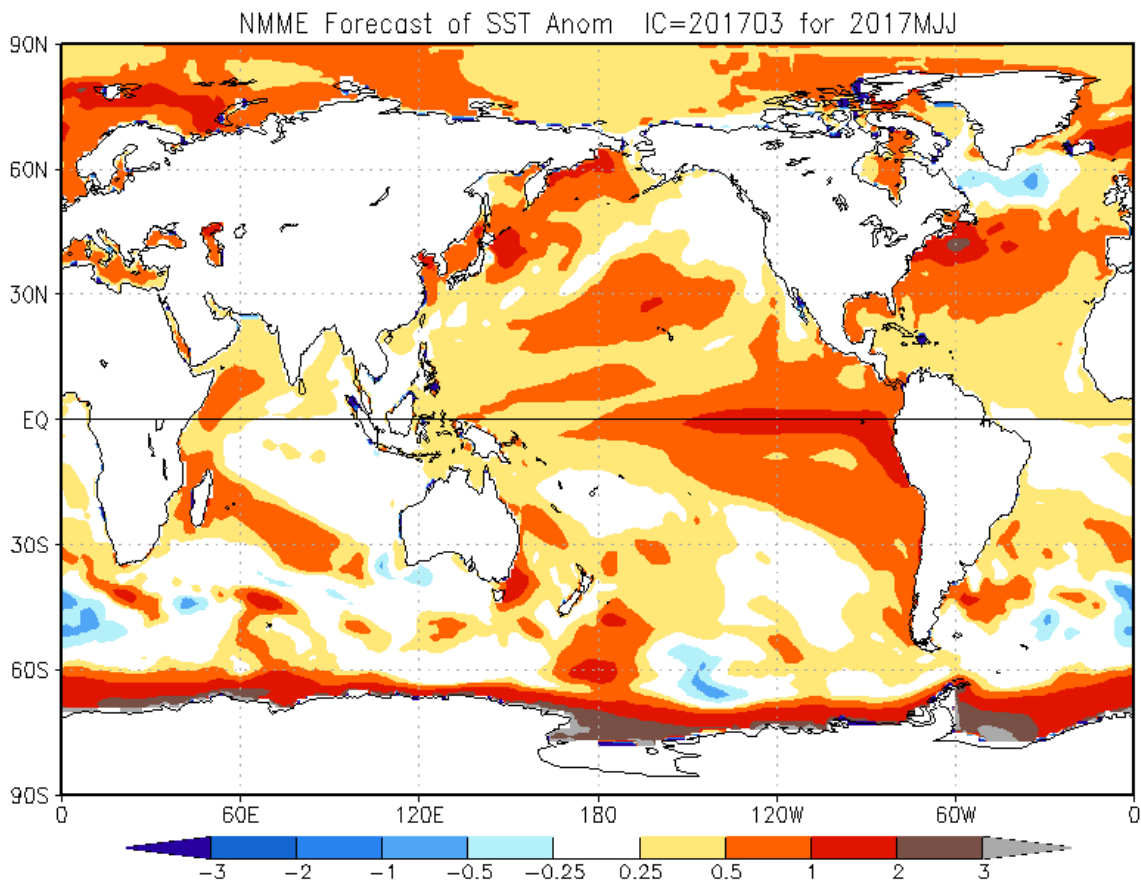 NMME Forecast of SST Anom  IC=201703 for 2017MJJ
90N
60N
30N
EQ
30S
60S
90S
0 60E 120E 180 120W 60W 0
-3 -2 -1 -0.5 -0.25 0.25 0.5 1 2 3